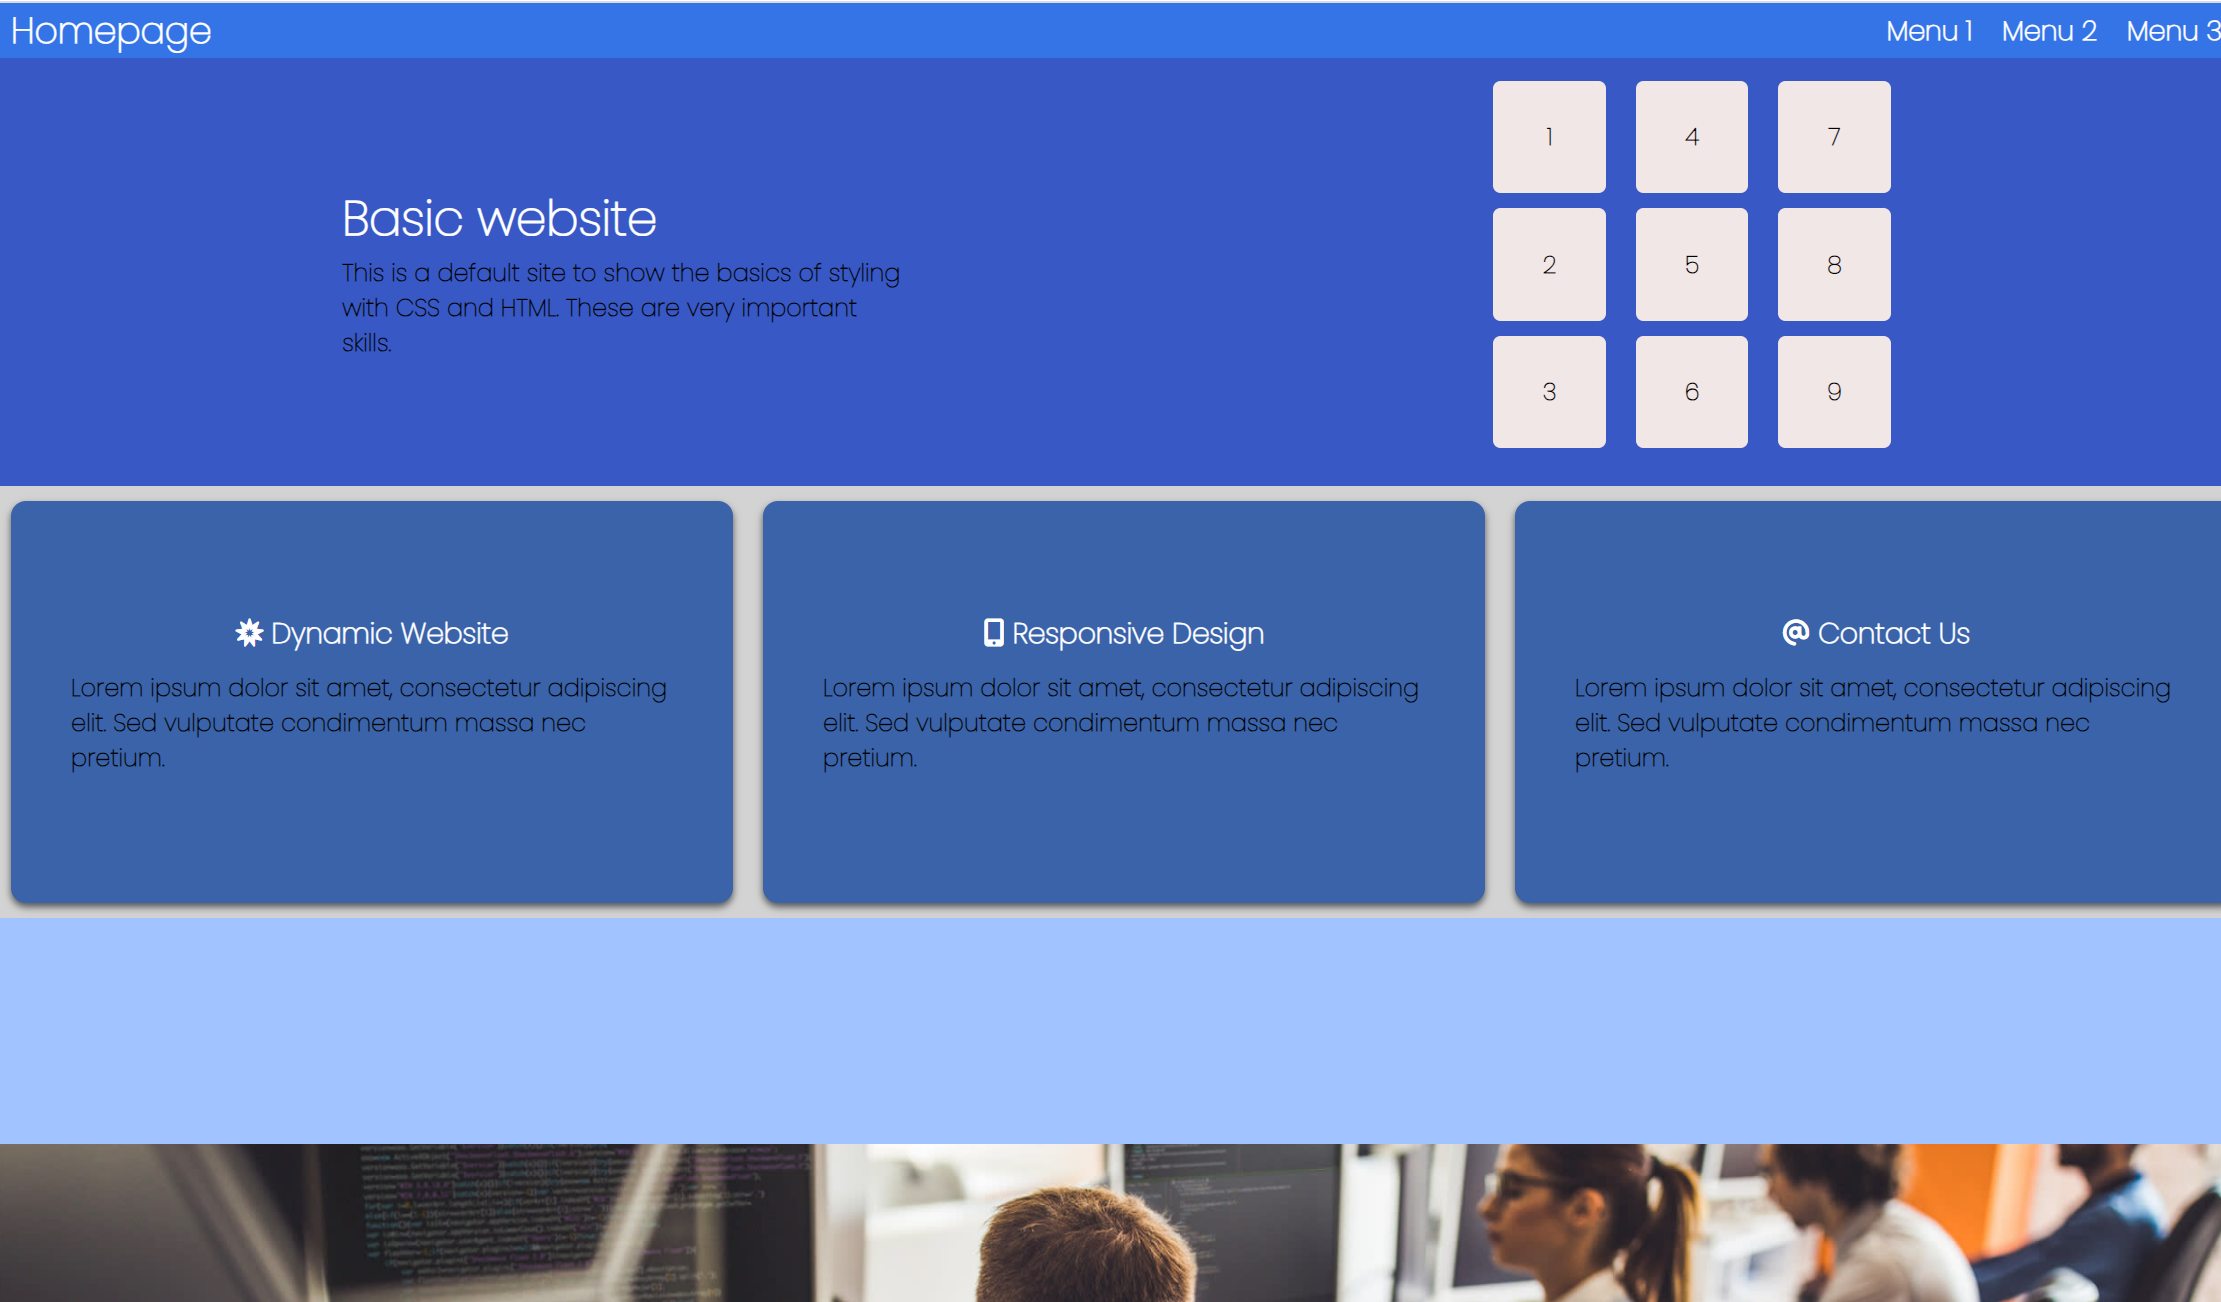 Homepage
Menu 1 Menu 2 Menu 3
Basic website
This is a default site to show the basics of styling
with CSS and HTML. These are very important
skills.
1 4 7
2 5 8
3 6 9
Dynamic Website
Lorem ipsum dolor sit amet, consectetur adipiscing
elit. Sed vulputate condimentum massa nec
pretium.
Responsive Design
Lorem ipsum dolor sit amet, consectetur adipiscing
elit. Sed vulputate condimentum massa nec
pretium.
@ Contact Us
Lorem ipsum dolor sit amet, consectetur adipiscing
elit. Sed vulputate condimentum massa nec
pretium.